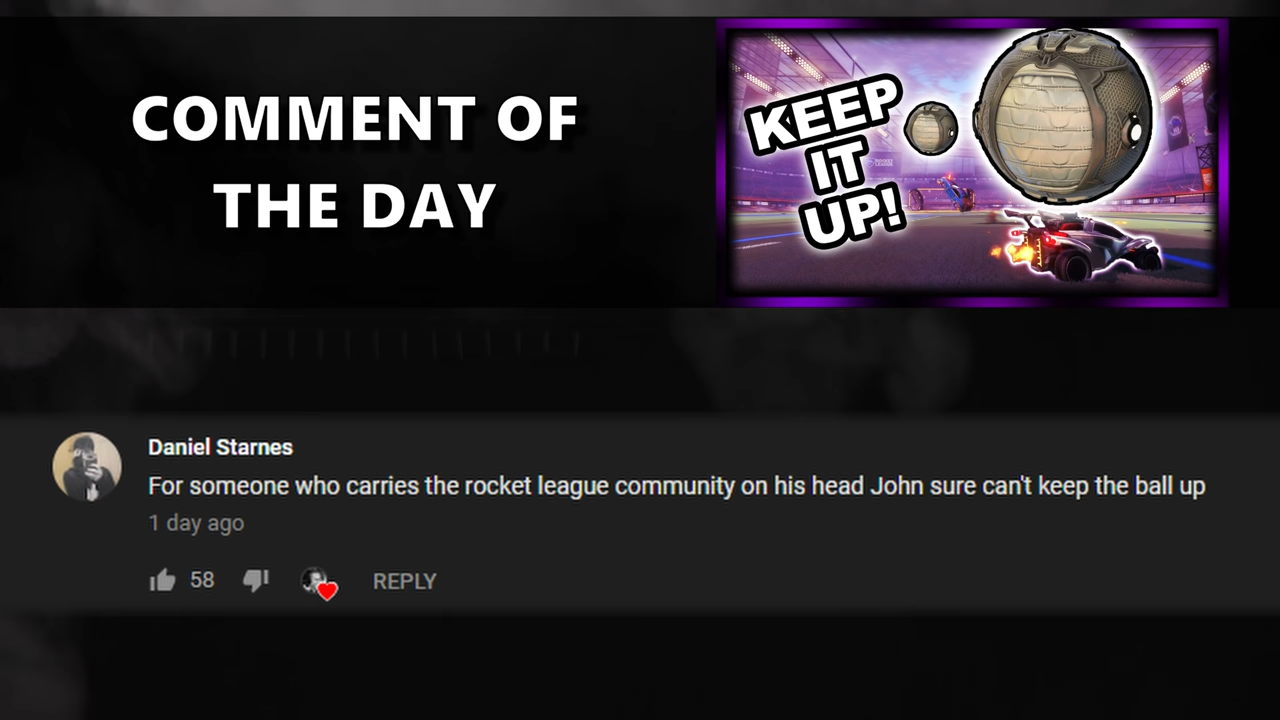 COMMENT OF
THE DAY
KEEP
IT
UP!
Daniel Starnes
For someone who carries the rocket league community on his head John sure can't keep the ball up
1 day ago
58
REPLY